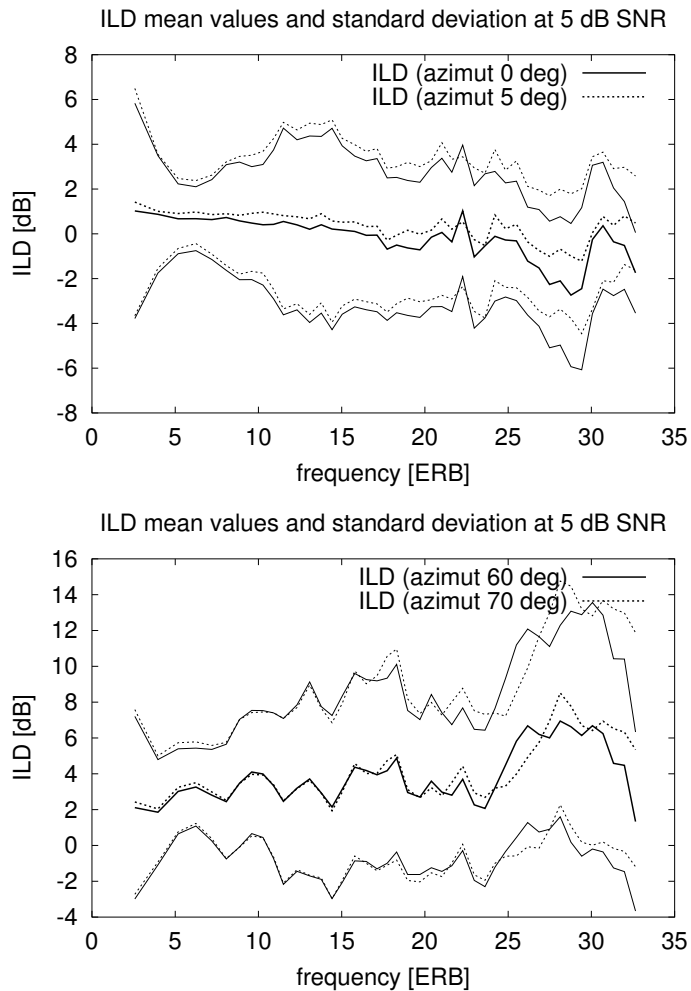 ILD mean values and standard deviation at 5 dB SNR
8
6
4
2
0
-2
-4
-6
-8
ILD [dB]
ILD (azimut 0 deg)
ILD (azimut 5 deg)
0 5 10 15 20 25 30 35
frequency [ERB]
ILD mean values and standard deviation at 5 dB SNR
16
14
12
10
8
6
4
2
0
-2
-4
ILD [dB]
ILD (azimut 60 deg)
ILD (azimut 70 deg)
0 5 10 15 20 25 30 35
frequency [ERB]